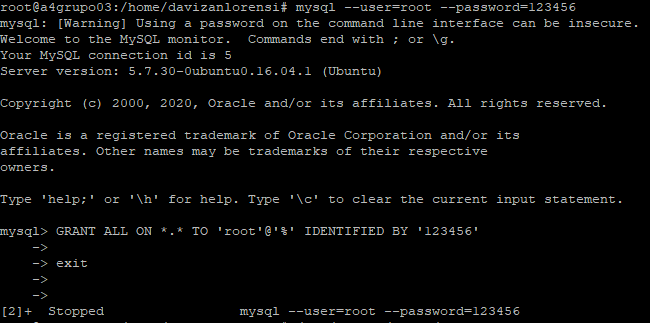 root@a4grupo03:/home/davizanlorensi# mysql --user=root --password=123456
mysql: [Warning] Using a password on the command line interface can be insecure.
Welcome to the MySQL monitor.  Commands end with ; or \g.
Your MySQL connection id is 5
Server version: 5.7.30-0ubuntu0.16.04.1 (Ubuntu)

Copyright (c) 2000, 2020, Oracle and/or its affiliates. All rights reserved.

Oracle is a registered trademark of Oracle Corporation and/or its
affiliates. Other names may be trademarks of their respective
owners.

Type 'help;' or '\h' for help. Type '\c' to clear the current input statement.

mysql> GRANT ALL ON *.* TO 'root'@'%' IDENTIFIED BY '123456'
    ->
    -> exit
    ->
    ->
[2]+  Stopped                 mysql --user=root --password=123456